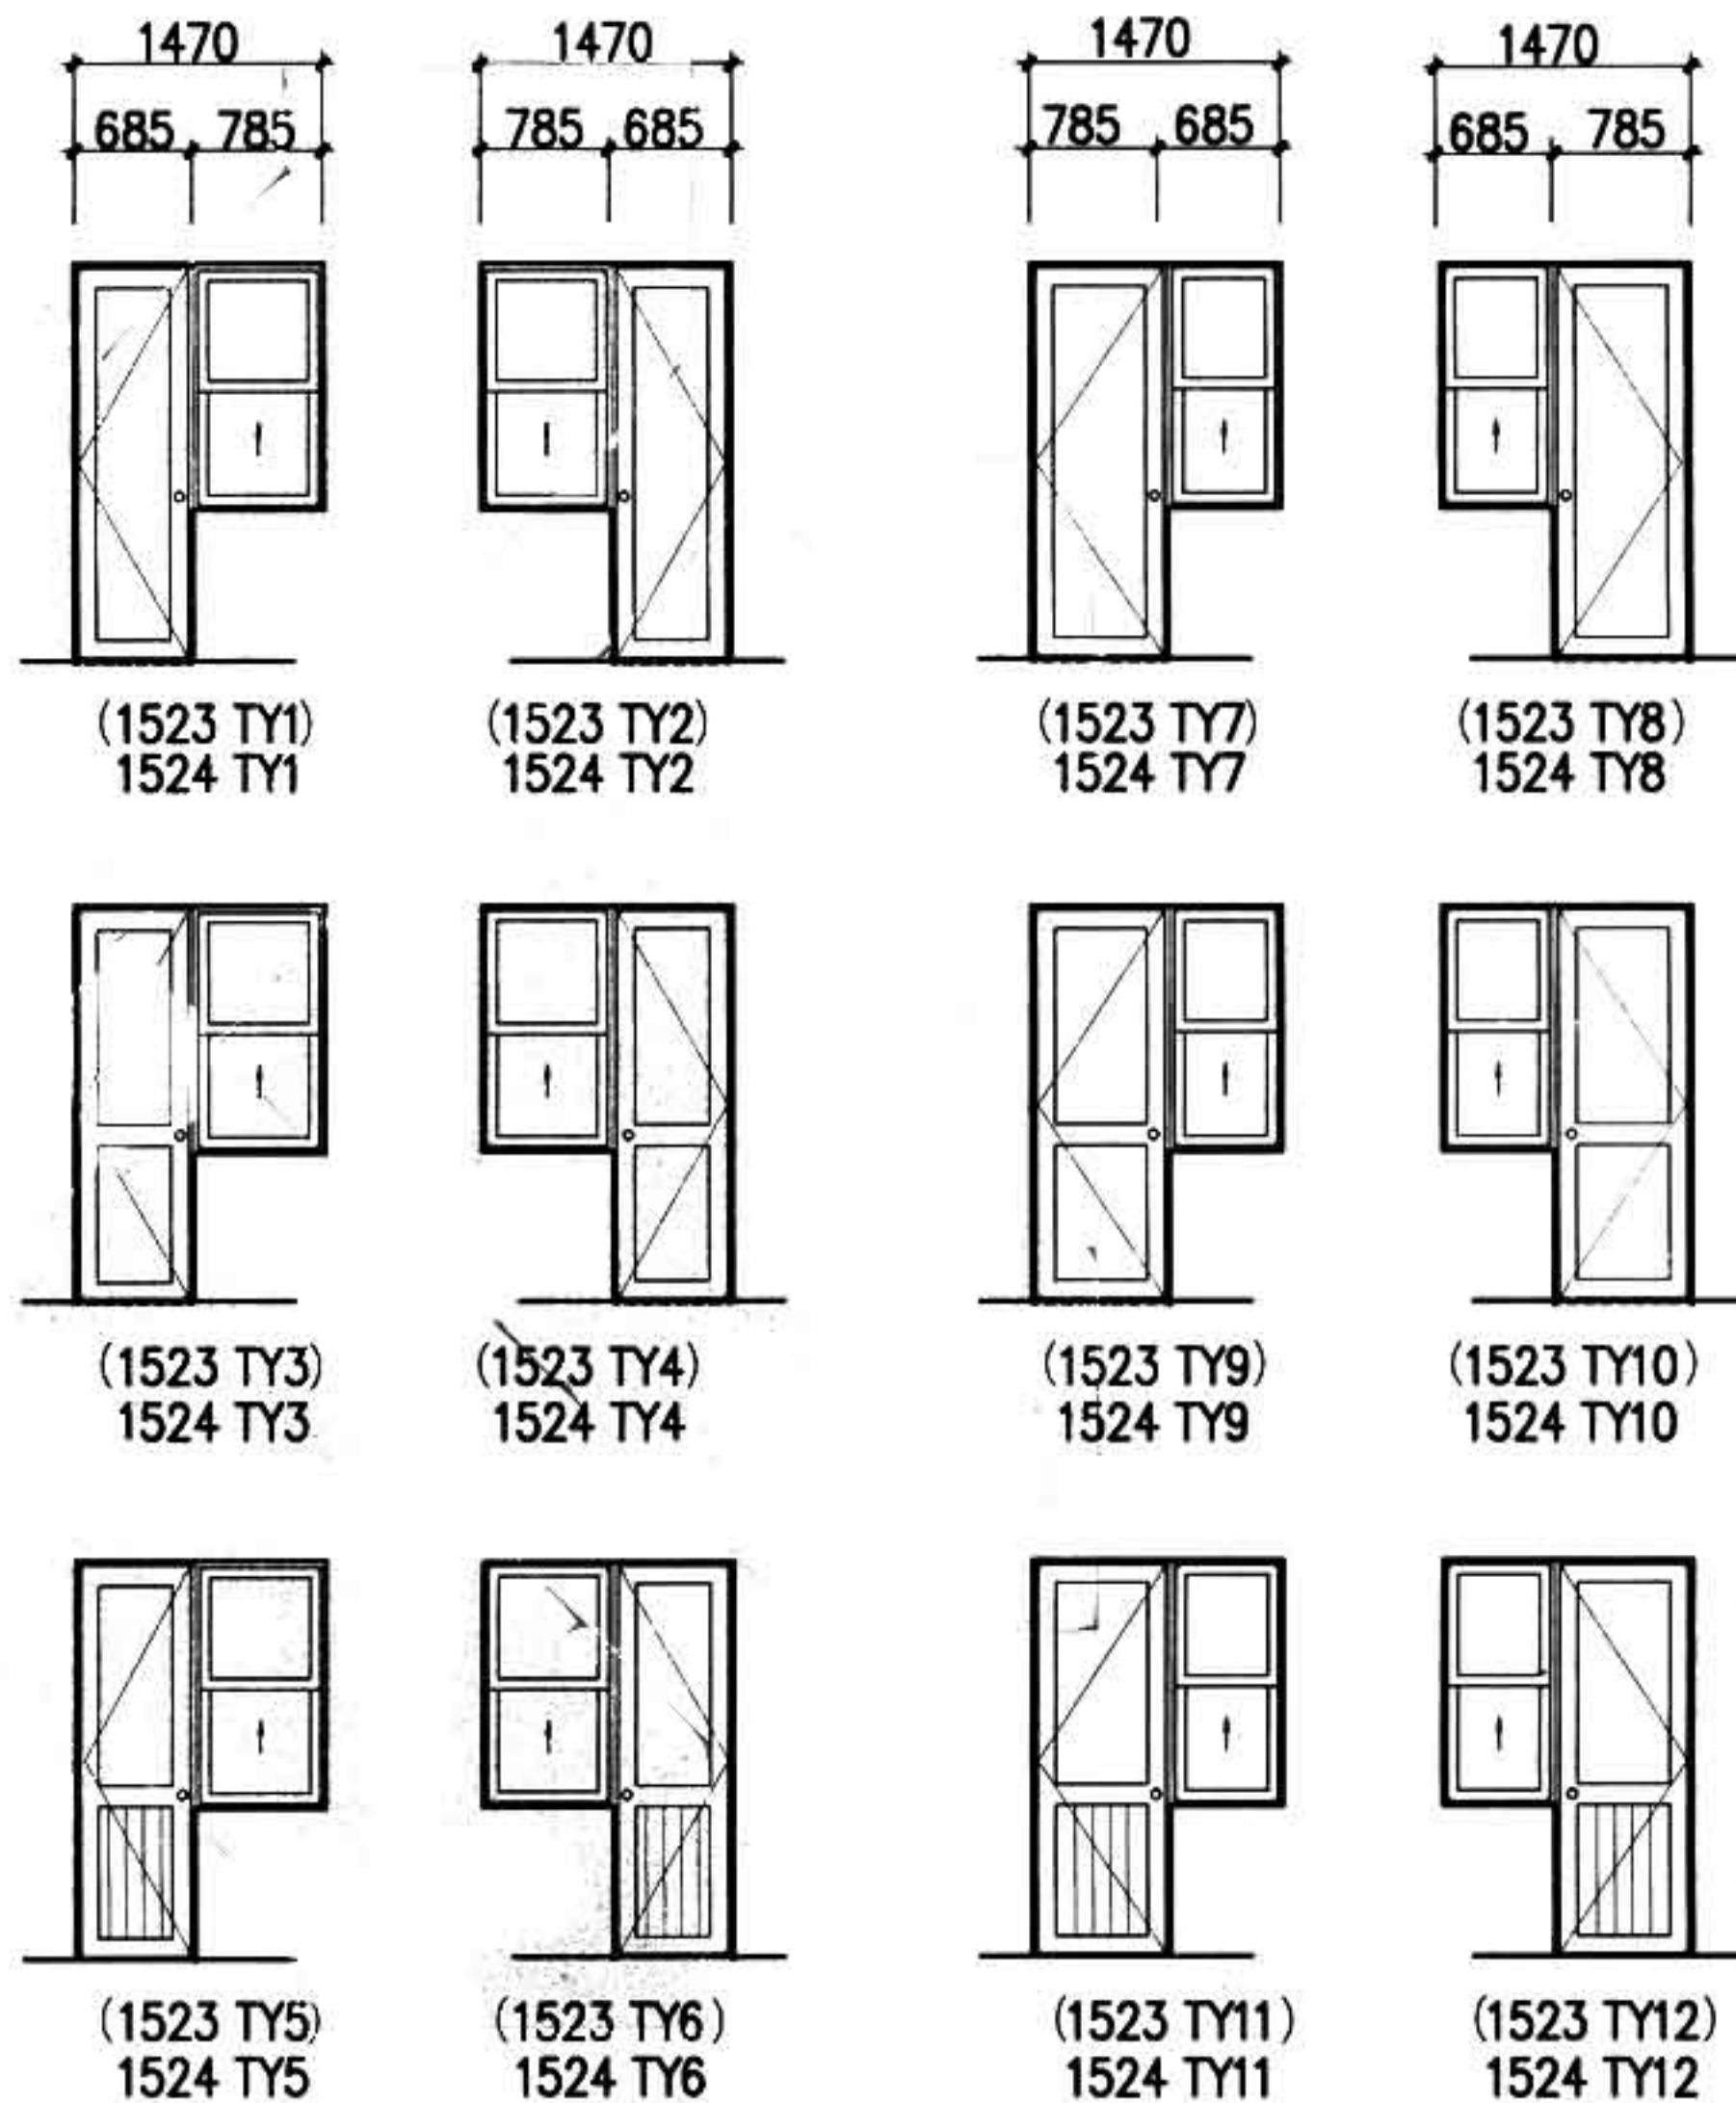 1470 1470 1470 1470
685 785 785 685 785 685 685 785
(1523 TY1) (1523 TY2) (1523 TY7) (1523 TY8)
1524 TY1 1524 TY2 1524 TY7 1524 TY8
(1523 TY3) (1523 TY4) (1523 TY9) (1523 TY10)
1524 TY3 1524 TY4 1524 TY9 1524 TY10
(1523 TY5) (1523 TY6) (1523 TY11) (1523 TY12)
1524 TY5 1524 TY6 1524 TY11 1524 TY12